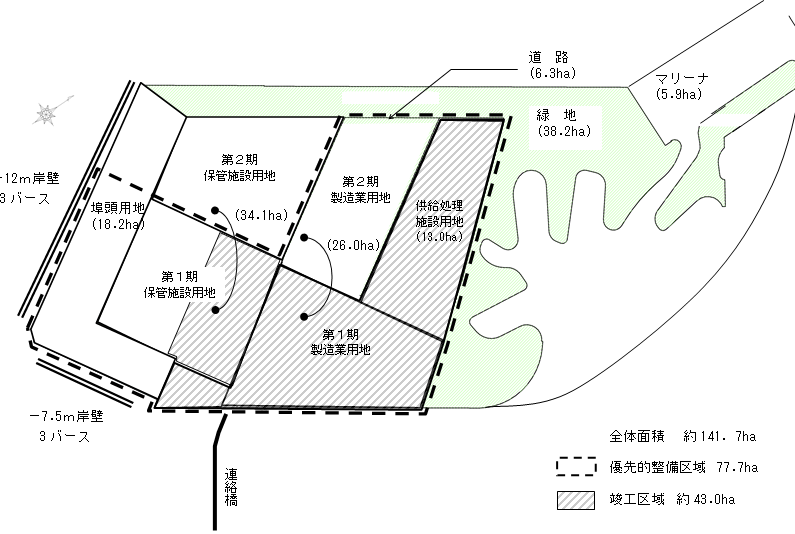 道 路
(6.3ha)
マリーナ
(5.9ha)
緑 地
(38.2ha)
-12m岸壁
3バース
第2期
保管施設用地
(34.1ha)
第2期
製造業用地
(26.0ha)
供給処理
施設用地
(13.0ha)
埠頭用地
(18.2ha)
第1期
保管施設用地
第1期
製造業用地
-7.5m岸壁
3バース
連絡橋
全体面積 約141.7ha
優先的整備区域 77.7ha
竣工区域 約43.0ha